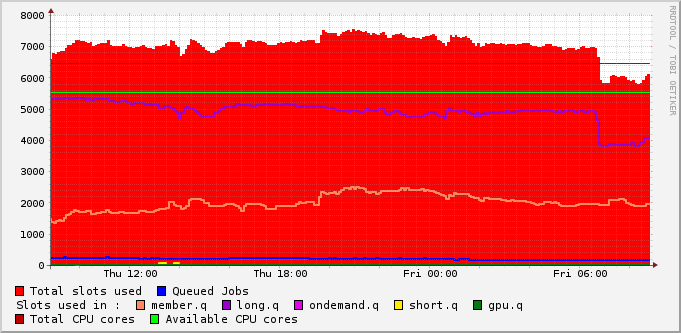 8000
7000
6000
5000
4000
3000
2000
1000
0
Thu 12:00 Thu 18:00 Fri 00:00 Fri 06:00
RRDTOOL / TOBI OETIKER
Total slots used Queued Jobs
Slots used in : member.q long.q ondemand.q short.q gpu.q
Total CPU cores Available CPU cores